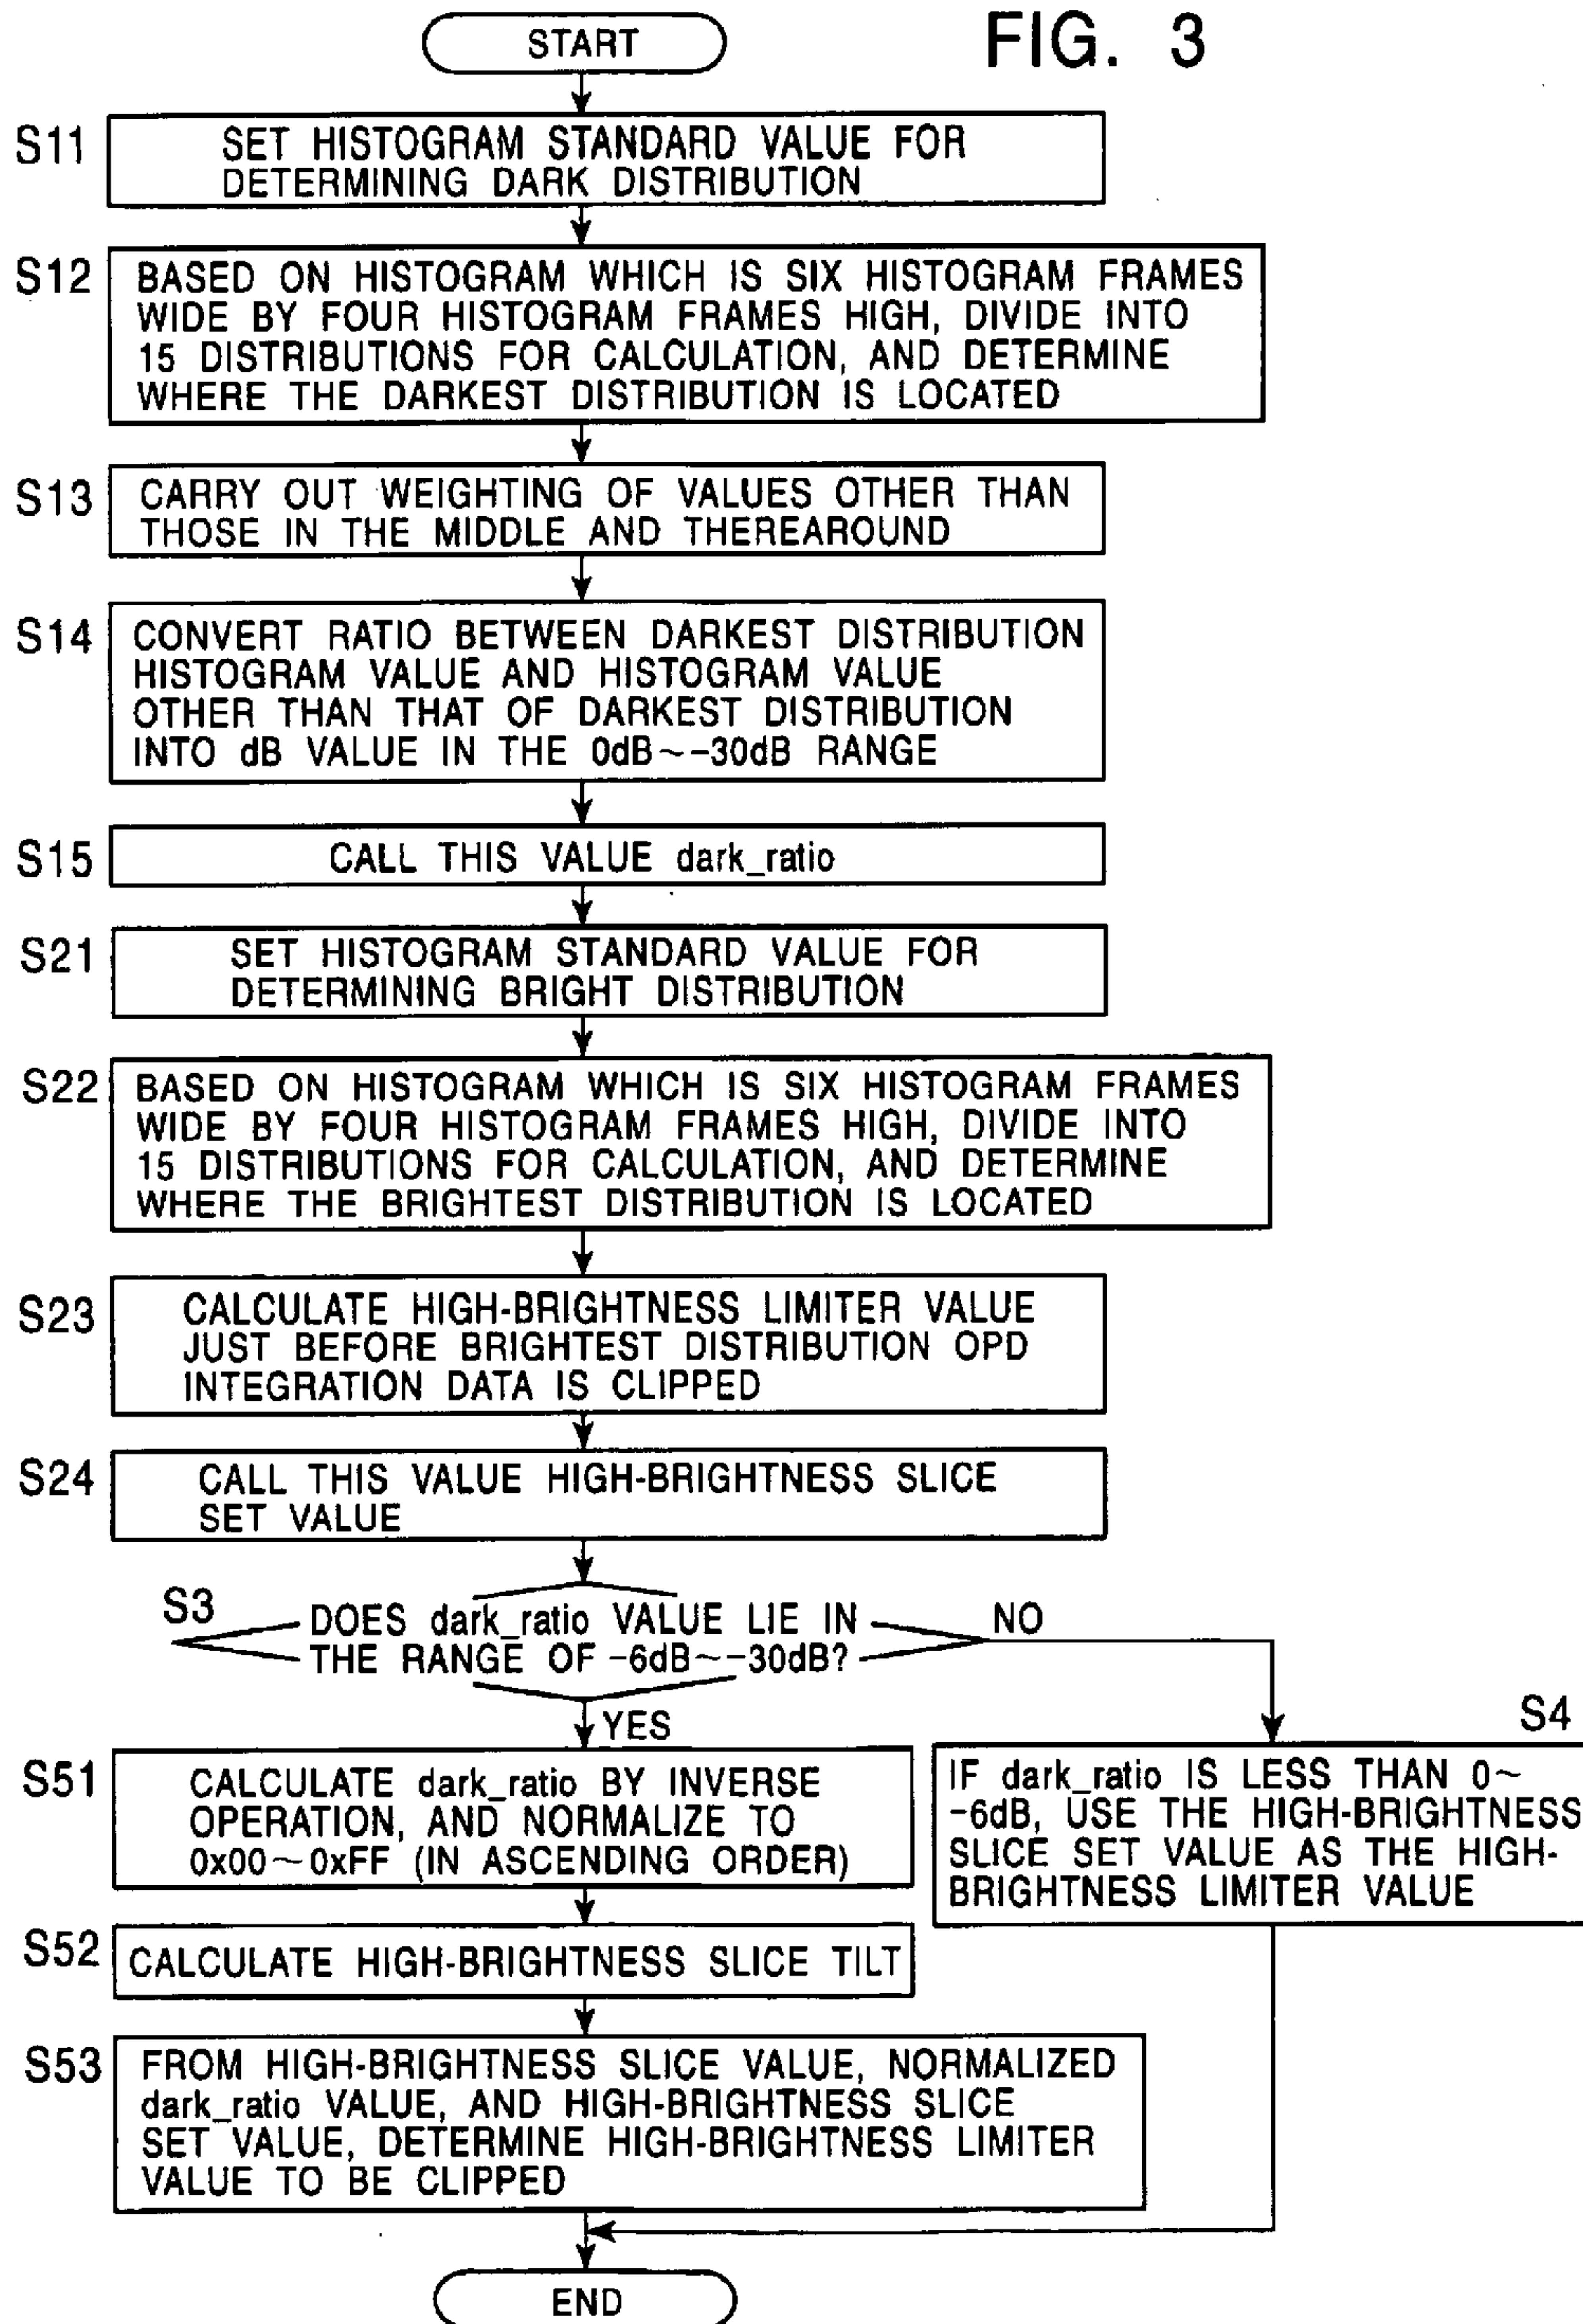 FIG. 3
START
S11
SET HISTOGRAM STANDARD VALUE FOR
DETERMINING DARK DISTRIBUTION
S12
BASED ON HISTOGRAM WHICH IS SIX HISTOGRAM FRAMES
WIDE BY FOUR HISTOGRAM FRAMES HIGH, DIVIDE INTO
15 DISTRIBUTIONS FOR CALCULATION, AND DETERMINE
WHERE THE DARKEST DISTRIBUTION IS LOCATED
S13
CARRY OUT WEIGHTING OF VALUES OTHER THAN
THOSE IN THE MIDDLE AND THEREAROUND
S14
CONVERT RATIO BETWEEN DARKEST DISTRIBUTION
HISTOGRAM VALUE AND HISTOGRAM VALUE
OTHER THAN THAT OF DARKEST DISTRIBUTION
INTO dB VALUE IN THE 0dB~-30dB RANGE
S15
CALL THIS VALUE dark_ratio
S21
SET HISTOGRAM STANDARD VALUE FOR
DETERMINING BRIGHT DISTRIBUTION
S22
BASED ON HISTOGRAM WHICH IS SIX HISTOGRAM FRAMES
WIDE BY FOUR HISTOGRAM FRAMES HIGH, DIVIDE INTO
15 DISTRIBUTIONS FOR CALCULATION, AND DETERMINE
WHERE THE BRIGHTEST DISTRIBUTION IS LOCATED
S23
CALCULATE HIGH-BRIGHTNESS LIMITER VALUE
JUST BEFORE BRIGHTEST DISTRIBUTION OPD
INTEGRATION DATA IS CLIPPED
S24
CALL THIS VALUE HIGH-BRIGHTNESS SLICE
SET VALUE
S3
DOES dark_ratio VALUE LIE IN
THE RANGE OF -6dB~-30dB?
NO
YES
S4
IF dark_ratio IS LESS THAN 0~
-6dB, USE THE HIGH-BRIGHTNESS
SLICE SET VALUE AS THE HIGH-
BRIGHTNESS LIMITER VALUE
S51
CALCULATE dark_ratio BY INVERSE
OPERATION, AND NORMALIZE TO
0x00~0xFF (IN ASCENDING ORDER)
S52
CALCULATE HIGH-BRIGHTNESS SLICE TILT
S53
FROM HIGH-BRIGHTNESS SLICE VALUE, NORMALIZED
dark_ratio VALUE, AND HIGH-BRIGHTNESS SLICE
SET VALUE, DETERMINE HIGH-BRIGHTNESS LIMITER
VALUE TO BE CLIPPED
END